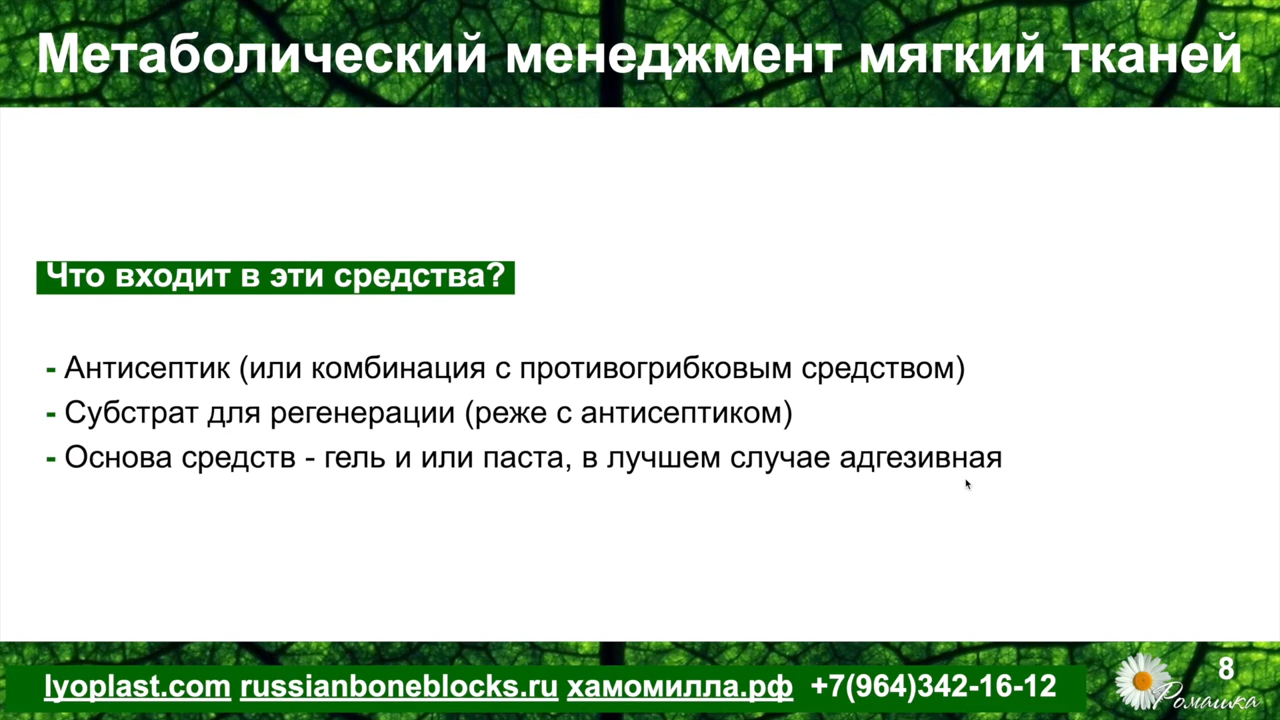 Метаболический менеджмент мягкий тканей
Что входит в эти средства?
- Антисептик (или комбинация с противогрибковым средством)
- Субстрат для регенерации (реже с антисептиком)
- Основа средств - гель и или паста, в лучшем случае адгезивная
lyoplast.com russianboneblocks.ru хамомилла.рф +7(964)342-16-12
Ромашка
8